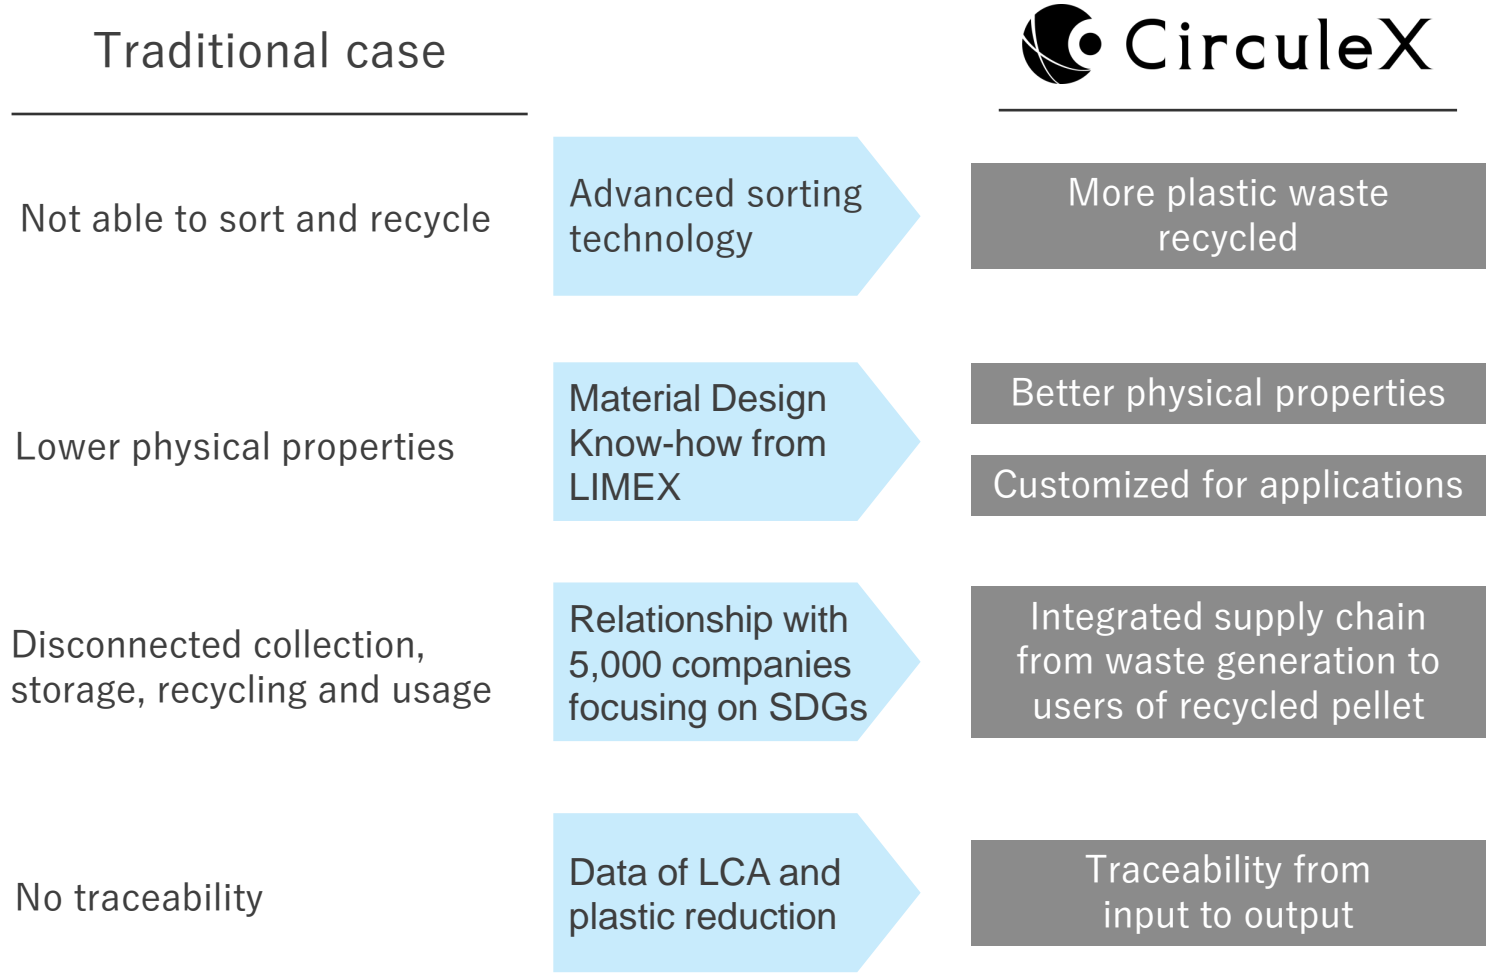 Traditional case
CirculeX
Not able to sort and recycle
Advanced sorting
technology
More plastic waste
recycled
Lower physical properties
Material Design
Know-how from
LIMEX
Better physical properties
Customized for applications
Disconnected collection,
storage, recycling and usage
Relationship with
5,000 companies
focusing on SDGs
Integrated supply chain
from waste generation to
users of recycled pellet
No traceability
Data of LCA and
plastic reduction
Traceability from
input to output